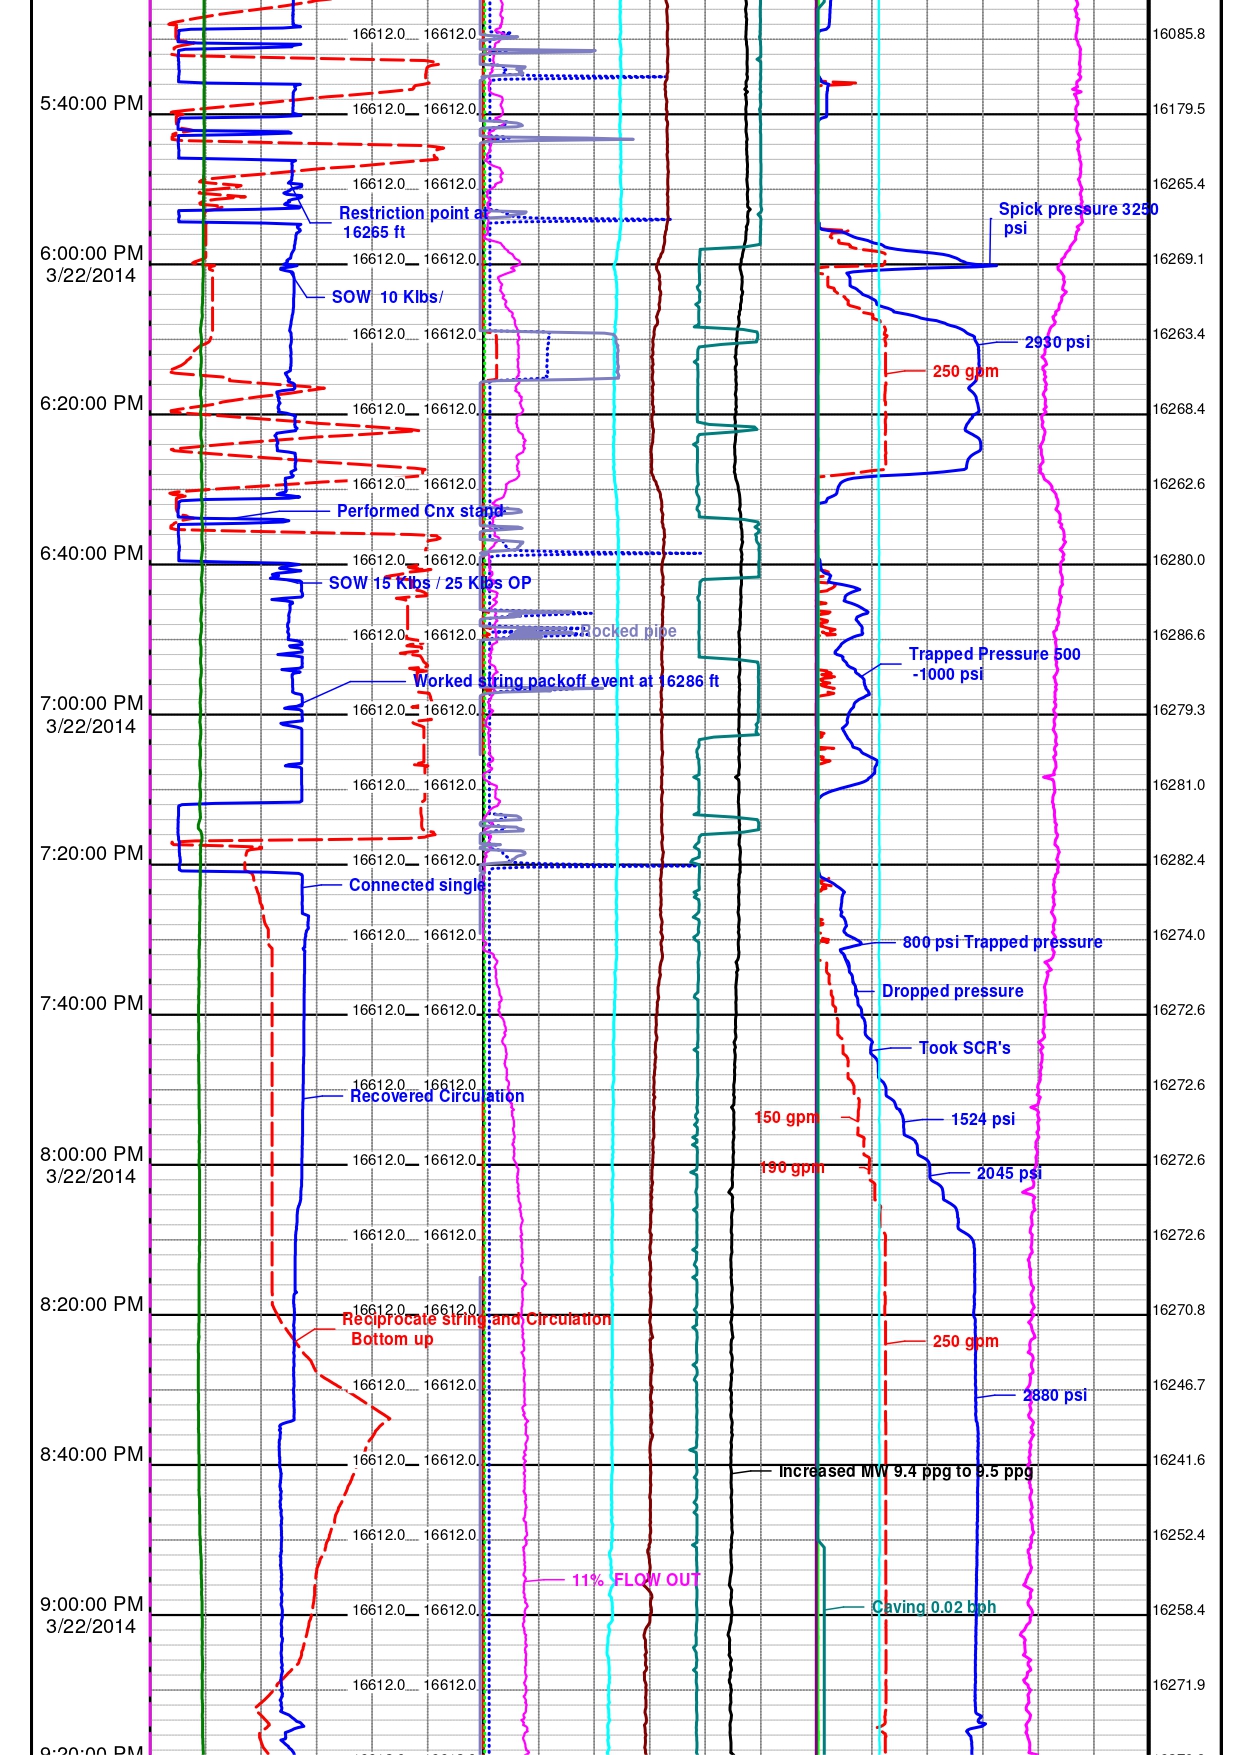 16612.0 16612.0 16085.8
5:40:00 PM 16612.0 16612.0 16179.5
16612.0 16612.0 16265.4
Restriction point at
16265 ft
Spick pressure 3250
psi
6:00:00 PM 16612.0 16612.0 16269.1
3/22/2014
SOW 10 Klbs/
16612.0 16612.0 16263.4
2930 psi
250 gpm
6:20:00 PM 16612.0 16612.0 16268.4
16612.0 16612.0 16262.6
Performed Cnx stand
6:40:00 PM 16612.0 16612.0 16280.0
SOW 15 Klbs / 25 Klbs OP
16612.0 16612.0 16286.6
Rocked pipe
Trapped Pressure 500
-1000 psi
Worked string packoff event at 16286 ft
7:00:00 PM 16612.0 16612.0 16279.3
3/22/2014
16612.0 16612.0 16281.0
7:20:00 PM 16612.0 16612.0 16282.4
Connected single
16612.0 16612.0 16274.0
800 psi Trapped pressure
Dropped pressure
7:40:00 PM 16612.0 16612.0 16272.6
Took SCR's
16612.0 16612.0 16272.6
Recovered Circulation
150 gpm
1524 psi
8:00:00 PM 16612.0 16612.0 16272.6
3/22/2014
190 gpm
2045 psi
16612.0 16612.0 16272.6
8:20:00 PM 16612.0 16612.0 16270.8
Reciprocate string and Circulation
Bottom up
250 gpm
16612.0 16612.0 16246.7
2880 psi
8:40:00 PM 16612.0 16612.0 16241.6
Increased MW 9.4 ppg to 9.5 ppg
16612.0 16612.0 16252.4
11% FLOW OUT
9:00:00 PM 16612.0 16612.0 16258.4
3/22/2014
Caving 0.02 bph
16612.0 16612.0 16271.9
9:20:00 PM